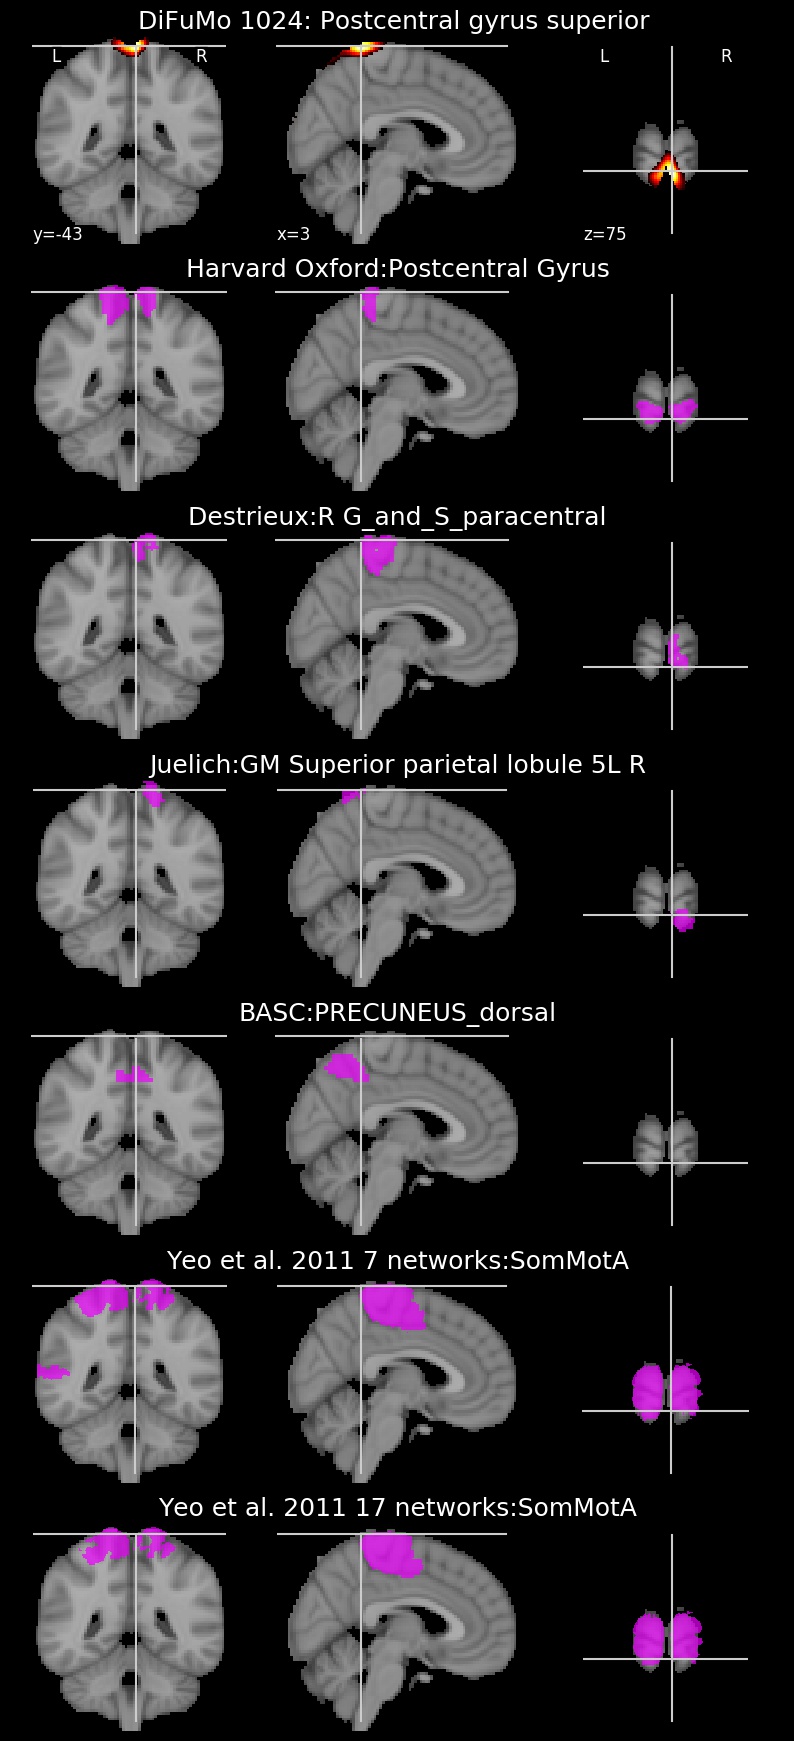 DiFuMo 1024: Postcentral gyrus superior
L R L R
y=-43 x=3 z=75
Harvard Oxford:Postcentral Gyrus
Destrieux:R G_and_S_paracentral
Juelich:GM Superior parietal lobule 5L R
BASC:PRECUNEUS_dorsal
Yeo et al. 2011 7 networks:SomMotA
Yeo et al. 2011 17 networks:SomMotA